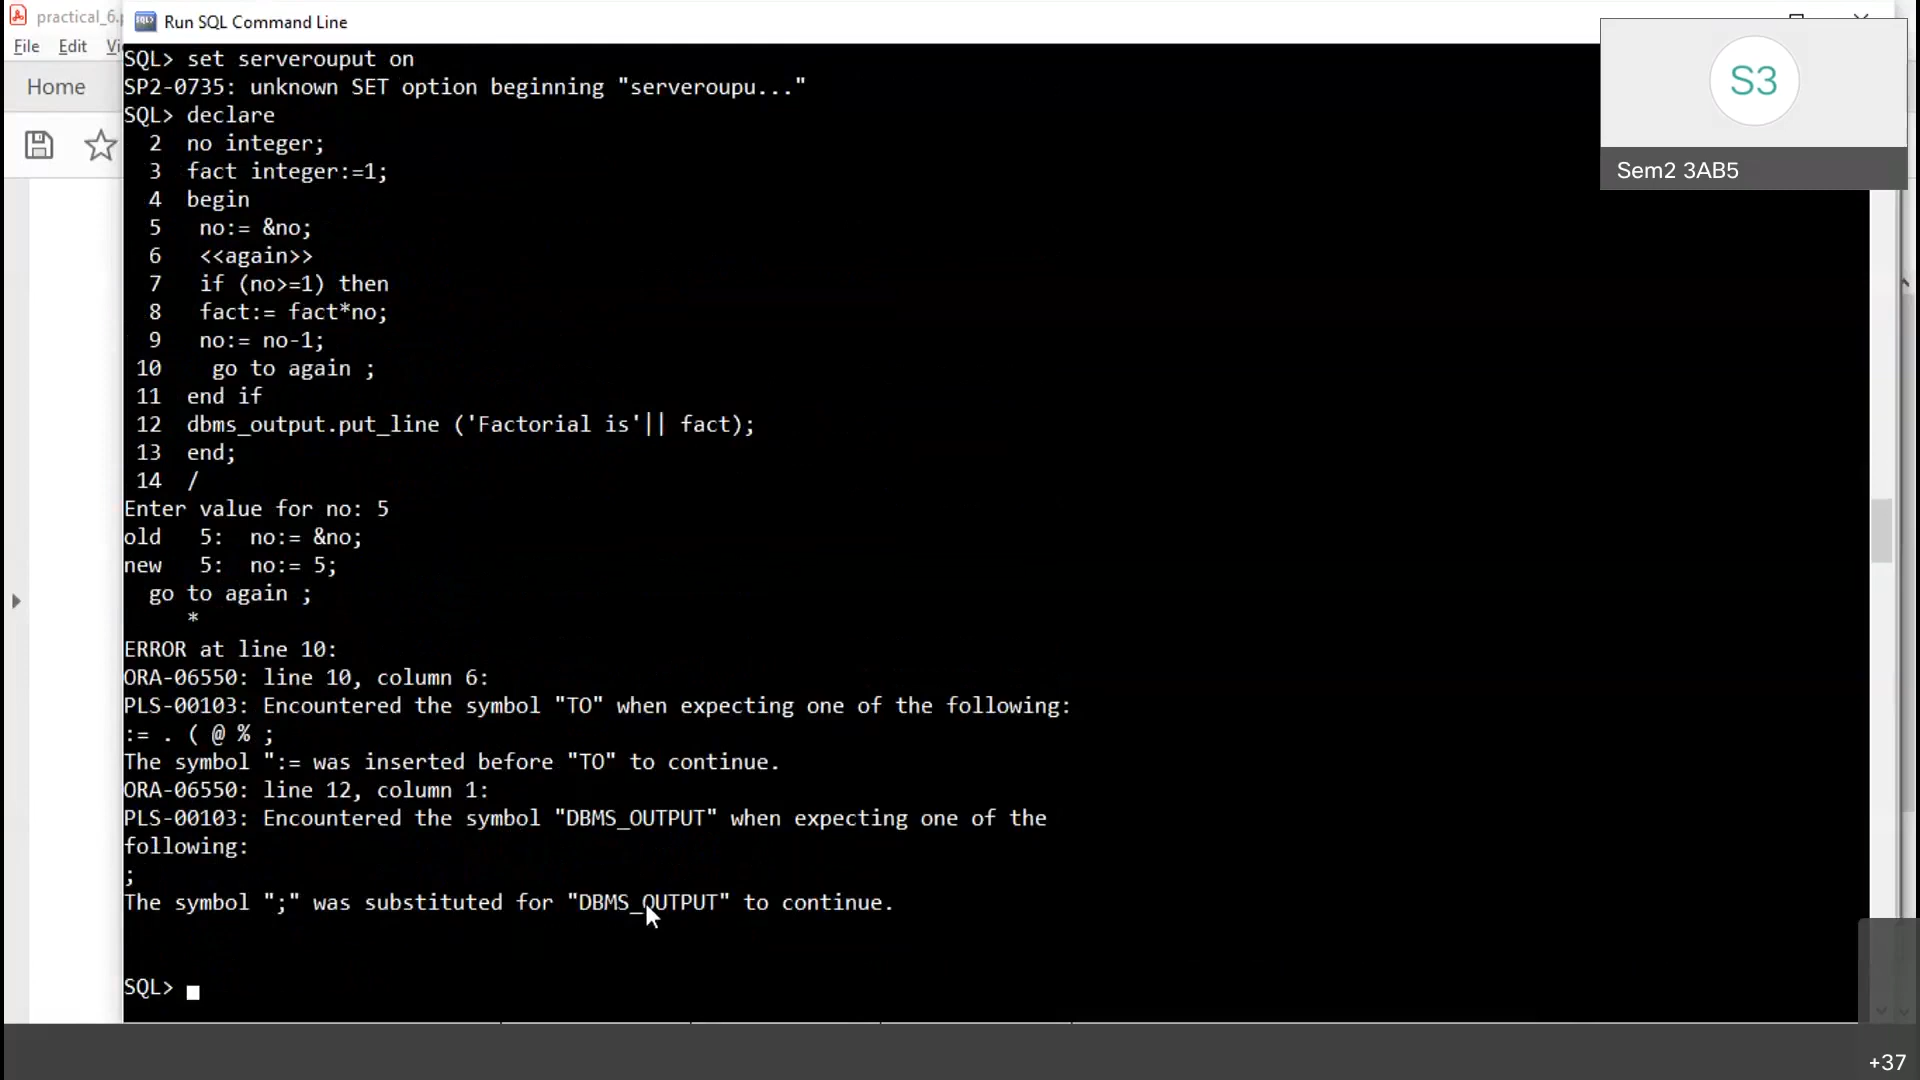 practical_6.p
Run SQL Command Line
File Edit Vi
Home
SQL> set serverouput on
SP2-0735: unknown SET option beginning "serveroupu..."
SQL> declare
2 no integer;
3 fact integer:=1;
4 begin
5 no:= &no;
6 <<again>>
7 if (no>=1) then
8 fact:= fact*no;
9 no:= no-1;
10 go to again ;
11 end if
12 dbms_output.put_line ('Factorial is'|| fact);
13 end;
14 /
Enter value for no: 5
old 5: no:= &no;
new 5: no:= 5;
go to again ;
*
ERROR at line 10:
ORA-06550: line 10, column 6:
PLS-00103: Encountered the symbol "TO" when expecting one of the following:
:= . ( @ % ;
The symbol ":= was inserted before "TO" to continue.
ORA-06550: line 12, column 1:
PLS-00103: Encountered the symbol "DBMS_OUTPUT" when expecting one of the
following:
;
The symbol ";" was substituted for "DBMS_OUTPUT" to continue.
SQL>
S3
Sem2 3AB5
+37